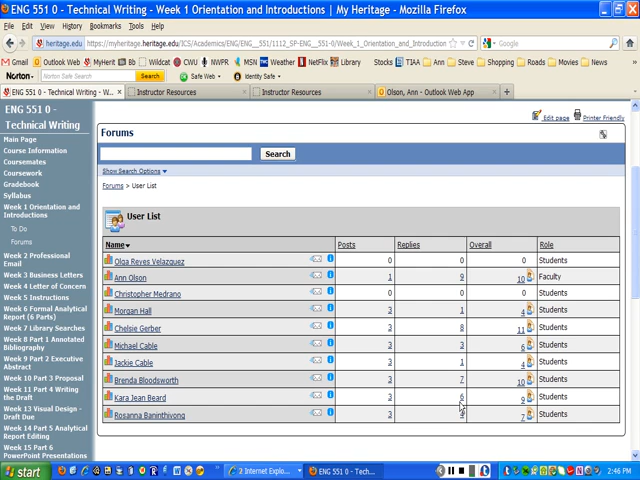 ENG 551 0 - Technical Writing - Week 1 Orientation and Introductions | My Heritage - Mozilla Firefox
File Edit View History Bookmarks Tools Help
heritage.edu https://myheritage.heritage.edu/ICS/Academics/ENG/ENG__551/1112_SP-ENG__551-0/Week_1_Orientation_and_Introduction Google
Gmail Outlook Web MyHerit Bb McGraw Wildcat CWU NWPR MSN Weather NetFlix Library Stocks TIAA Ann Steve Shopping Roads Movies News
Norton Norton Safe Search Search Safe Web Identity Safe
ENG 551 0 - Technical Writing - W... Instructor Resources Instructor Resources Olson, Ann - Outlook Web App
ENG 551 0 -
Technical Writing
Main Page
Course Information
Coursemates
Coursework
Gradebook
Syllabus
Week 1 Orientation and
Introductions
To Do
Forums
Week 2 Professional
Email
Week 3 Business Letters
Week 4 Letter of Concern
Week 5 Instructions
Week 6 Formal Analytical
Report (6 Parts)
Week 7 Library Searches
Week 8 Part 1 Annotated
Bibliography
Week 9 Part 2 Executive
Abstract
Week 10 Part 3 Proposal
Week 11 Part 4 Writing
the Draft
Week 13 Visual Design -
Draft Due
Week 14 Part 5 Analytical
Report Editing
Week 15 Part 6
PowerPoint Presentations
Edit page Printer Friendly
Forums
Search
Show Search Options
Forums > User List
User List
Name Posts Replies Overall Role
Olga Reyes Velazquez 0 0 0 Students
Ann Olson 1 9 10 Faculty
Christopher Medrano 0 0 0 Students
Morgan Hall 3 1 4 Students
Chelsie Gerber 3 8 11 Students
Michael Cable 3 3 6 Students
Jackie Cable 3 1 4 Students
Brenda Bloodsworth 3 7 10 Students
Kara Jean Beard 3 6 9 Students
Rosanna Baninthivong 3 4 7 Students
start 2 Internet Explo... ENG 551 0 - Tech... 2:46 PM